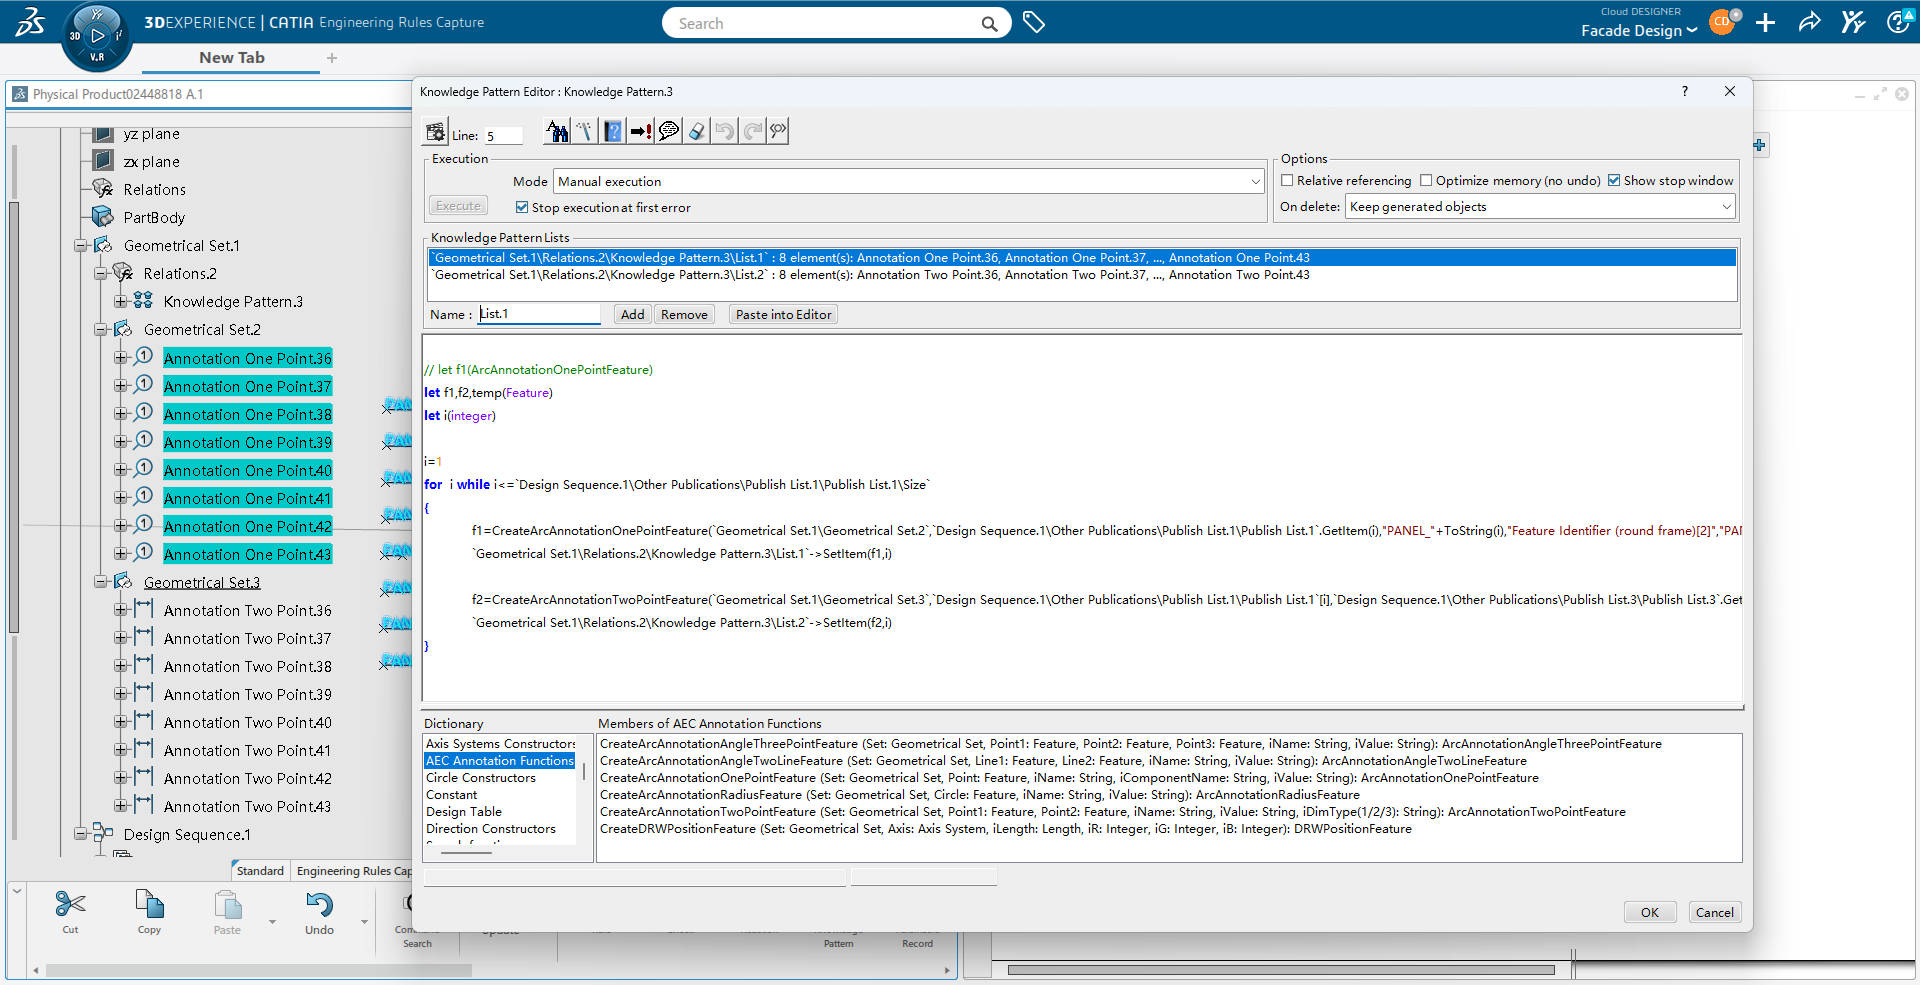 3DEXPERIENCE | CATIA Engineering Rules Capture
Search
Cloud DESIGNER
Facade Design
CD
3D
V.R
New Tab
Physical Product02448818 A.1
yz plane
zx plane
Relations
PartBody
Geometrical Set.1
Relations.2
Knowledge Pattern.3
Geometrical Set.2
Annotation One Point.36
Annotation One Point.37
Annotation One Point.38
Annotation One Point.39
Annotation One Point.40
Annotation One Point.41
Annotation One Point.42
Annotation One Point.43
Geometrical Set.3
Annotation Two Point.36
Annotation Two Point.37
Annotation Two Point.38
Annotation Two Point.39
Annotation Two Point.40
Annotation Two Point.41
Annotation Two Point.42
Annotation Two Point.43
Design Sequence.1
Standard
Engineering Rules Cap
Cut
Copy
Paste
Undo
Search
Pattern
Record
Knowledge Pattern Editor : Knowledge Pattern.3
Line: 5
Execution
Mode Manual execution
Execute
Stop execution at first error
Options
Relative referencing
Optimize memory (no undo)
Show stop window
On delete: Keep generated objects
Knowledge Pattern Lists
`Geometrical Set.1\Relations.2\Knowledge Pattern.3\List.1` : 8 element(s): Annotation One Point.36, Annotation One Point.37, ..., Annotation One Point.43
`Geometrical Set.1\Relations.2\Knowledge Pattern.3\List.2` : 8 element(s): Annotation Two Point.36, Annotation Two Point.37, ..., Annotation Two Point.43
Name : List.1
Add
Remove
Paste into Editor
// let f1(ArcAnnotationOnePointFeature)
let f1,f2,temp(Feature)
let i(integer)
i=1
for i while i<=`Design Sequence.1\Other Publications\Publish List.1\Publish List.1\Size`
{
f1=CreateArcAnnotationOnePointFeature(`Geometrical Set.1\Geometrical Set.2`,`Design Sequence.1\Other Publications\Publish List.1\Publish List.1`.GetItem(i),"PANEL_"+ToString(i),"Feature Identifier (round frame)[2]","PAN
`Geometrical Set.1\Relations.2\Knowledge Pattern.3\List.1`->SetItem(f1,i)
f2=CreateArcAnnotationTwoPointFeature(`Geometrical Set.1\Geometrical Set.3`,`Design Sequence.1\Other Publications\Publish List.1\Publish List.1`[i],`Design Sequence.1\Other Publications\Publish List.3\Publish List.3`.Get
`Geometrical Set.1\Relations.2\Knowledge Pattern.3\List.2`->SetItem(f2,i)
}
Dictionary
Axis Systems Constructors
AEC Annotation Functions
Circle Constructors
Constant
Design Table
Direction Constructors
Members of AEC Annotation Functions
CreateArcAnnotationAngleThreePointFeature (Set: Geometrical Set, Point1: Feature, Point2: Feature, Point3: Feature, iName: String, iValue: String): ArcAnnotationAngleThreePointFeature
CreateArcAnnotationAngleTwoLineFeature (Set: Geometrical Set, Line1: Feature, Line2: Feature, iName: String, iValue: String): ArcAnnotationAngleTwoLineFeature
CreateArcAnnotationOnePointFeature (Set: Geometrical Set, Point: Feature, iName: String, iComponentName: String, iValue: String): ArcAnnotationOnePointFeature
CreateArcAnnotationRadiusFeature (Set: Geometrical Set, Circle: Feature, iName: String, iValue: String): ArcAnnotationRadiusFeature
CreateArcAnnotationTwoPointFeature (Set: Geometrical Set, Point1: Feature, Point2: Feature, iName: String, iValue: String, iDimType(1/2/3): String): ArcAnnotationTwoPointFeature
CreateDRWPositionFeature (Set: Geometrical Set, Axis: Axis System, iLength: Length, iR: Integer, iG: Integer, iB: Integer): DRWPositionFeature
OK
Cancel